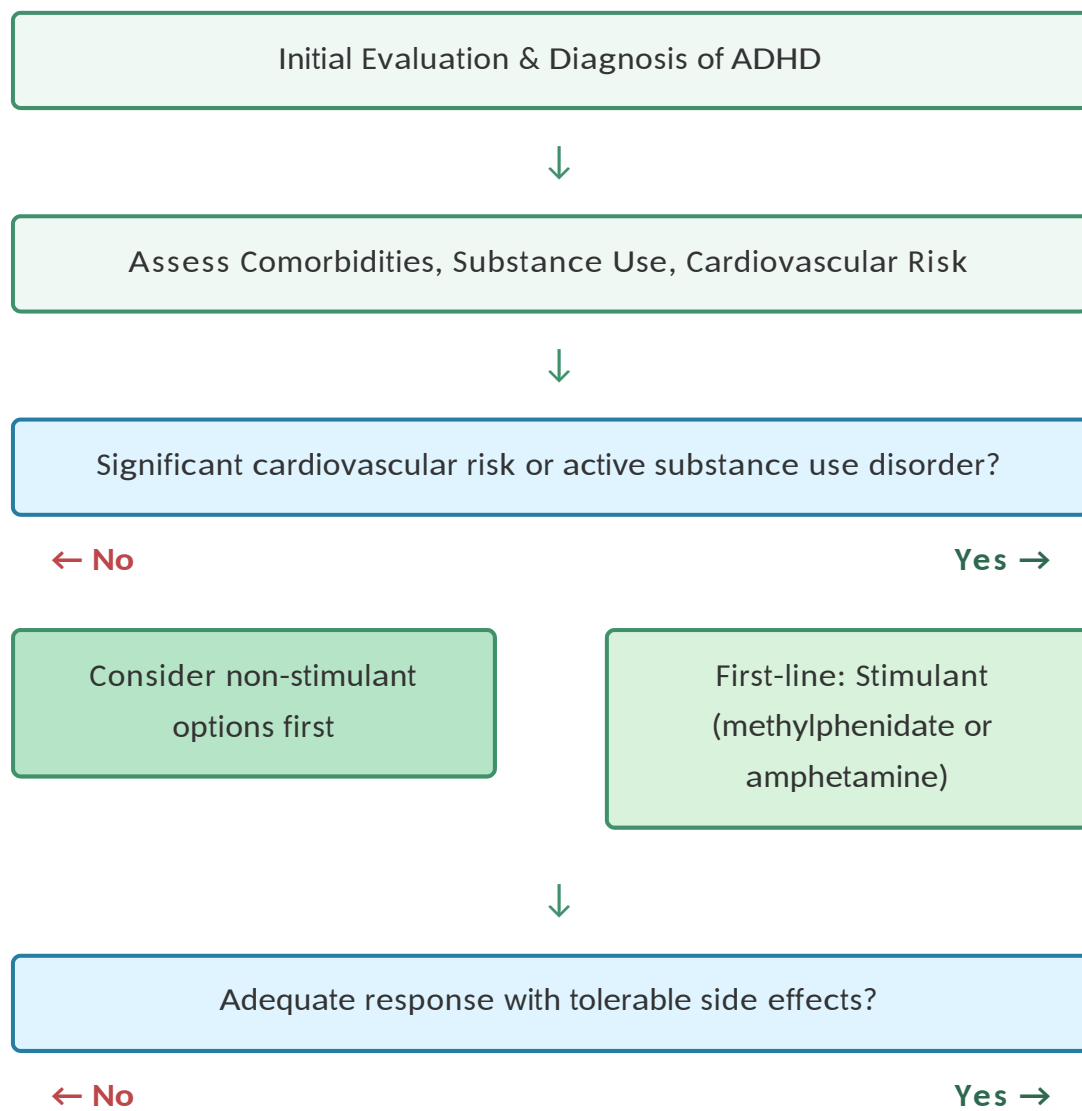 Initial Evaluation & Diagnosis of ADHD
↓
Assess Comorbidities, Substance Use, Cardiovascular Risk
↓
Significant cardiovascular risk or active substance use disorder?
← No
Yes →
Consider non-stimulant
options first
First-line: Stimulant
(methylphenidate or
amphetamine)
↓
Adequate response with tolerable side effects?
← No
Yes →